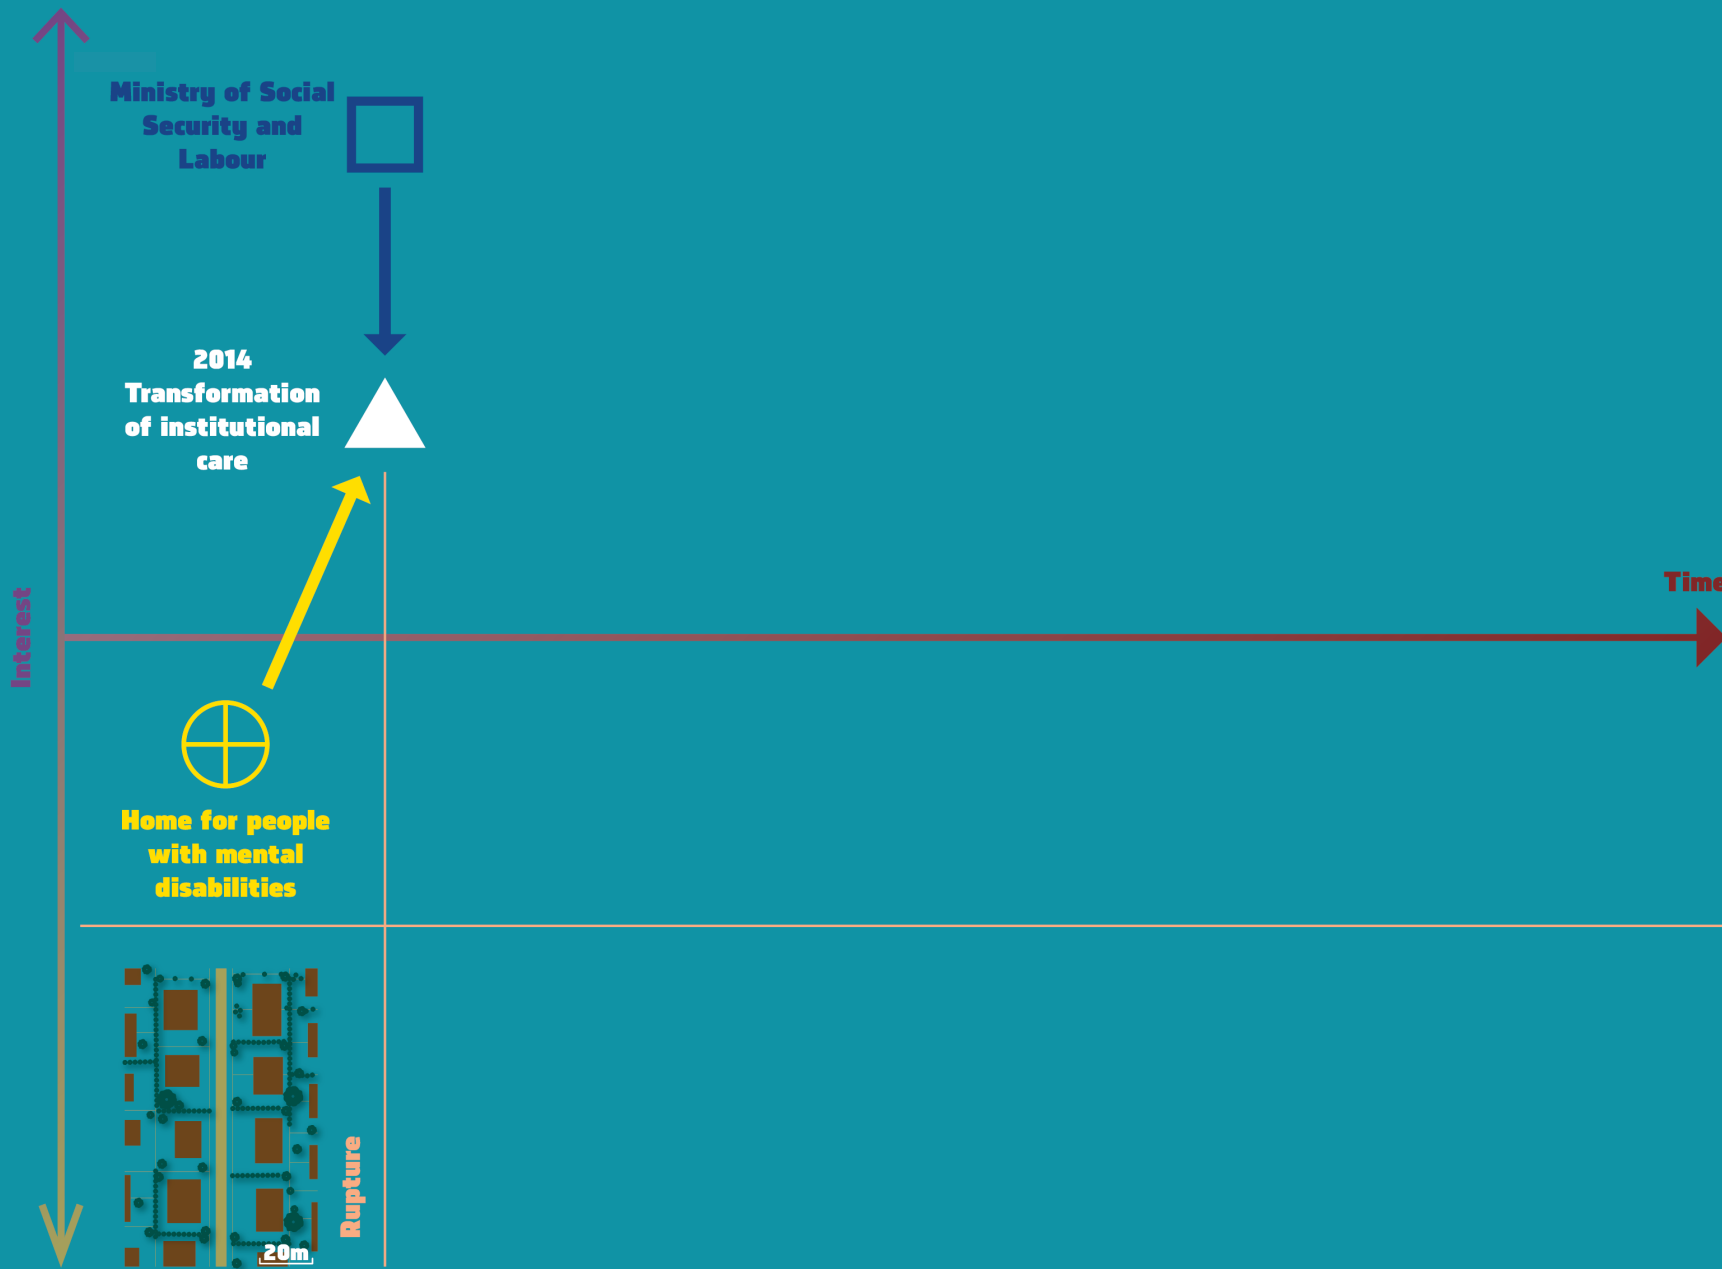 Ministry of Social
Security and
Labour
2014
Transformation
of institutional
care
Time
Interest
Home for people
with mental
disabilities
Rupture
20m